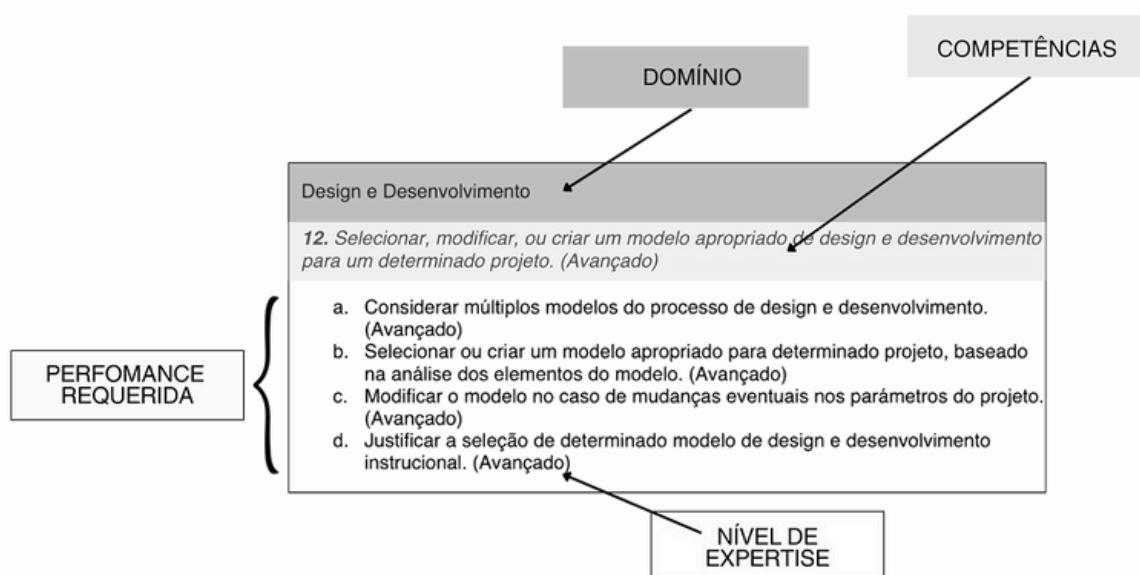 COMPETÊNCIAS
DOMÍNIO
Design e Desenvolvimento
12. Selecionar, modificar, ou criar um modelo apropriado de design e desenvolvimento
para um determinado projeto. (Avançado)
a. Considerar múltiplos modelos do processo de design e desenvolvimento.
(Avançado)
b. Selecionar ou criar um modelo apropriado para determinado projeto, baseado
na análise dos elementos do modelo. (Avançado)
c. Modificar o modelo no caso de mudanças eventuais nos parámetros do projeto.
(Avançado)
d. Justificar a seleção de determinado modelo de design e desenvolvimento
instrucional. (Avançado)
PERFOMANCE
REQUERIDA
NÍVEL DE
EXPERTISE